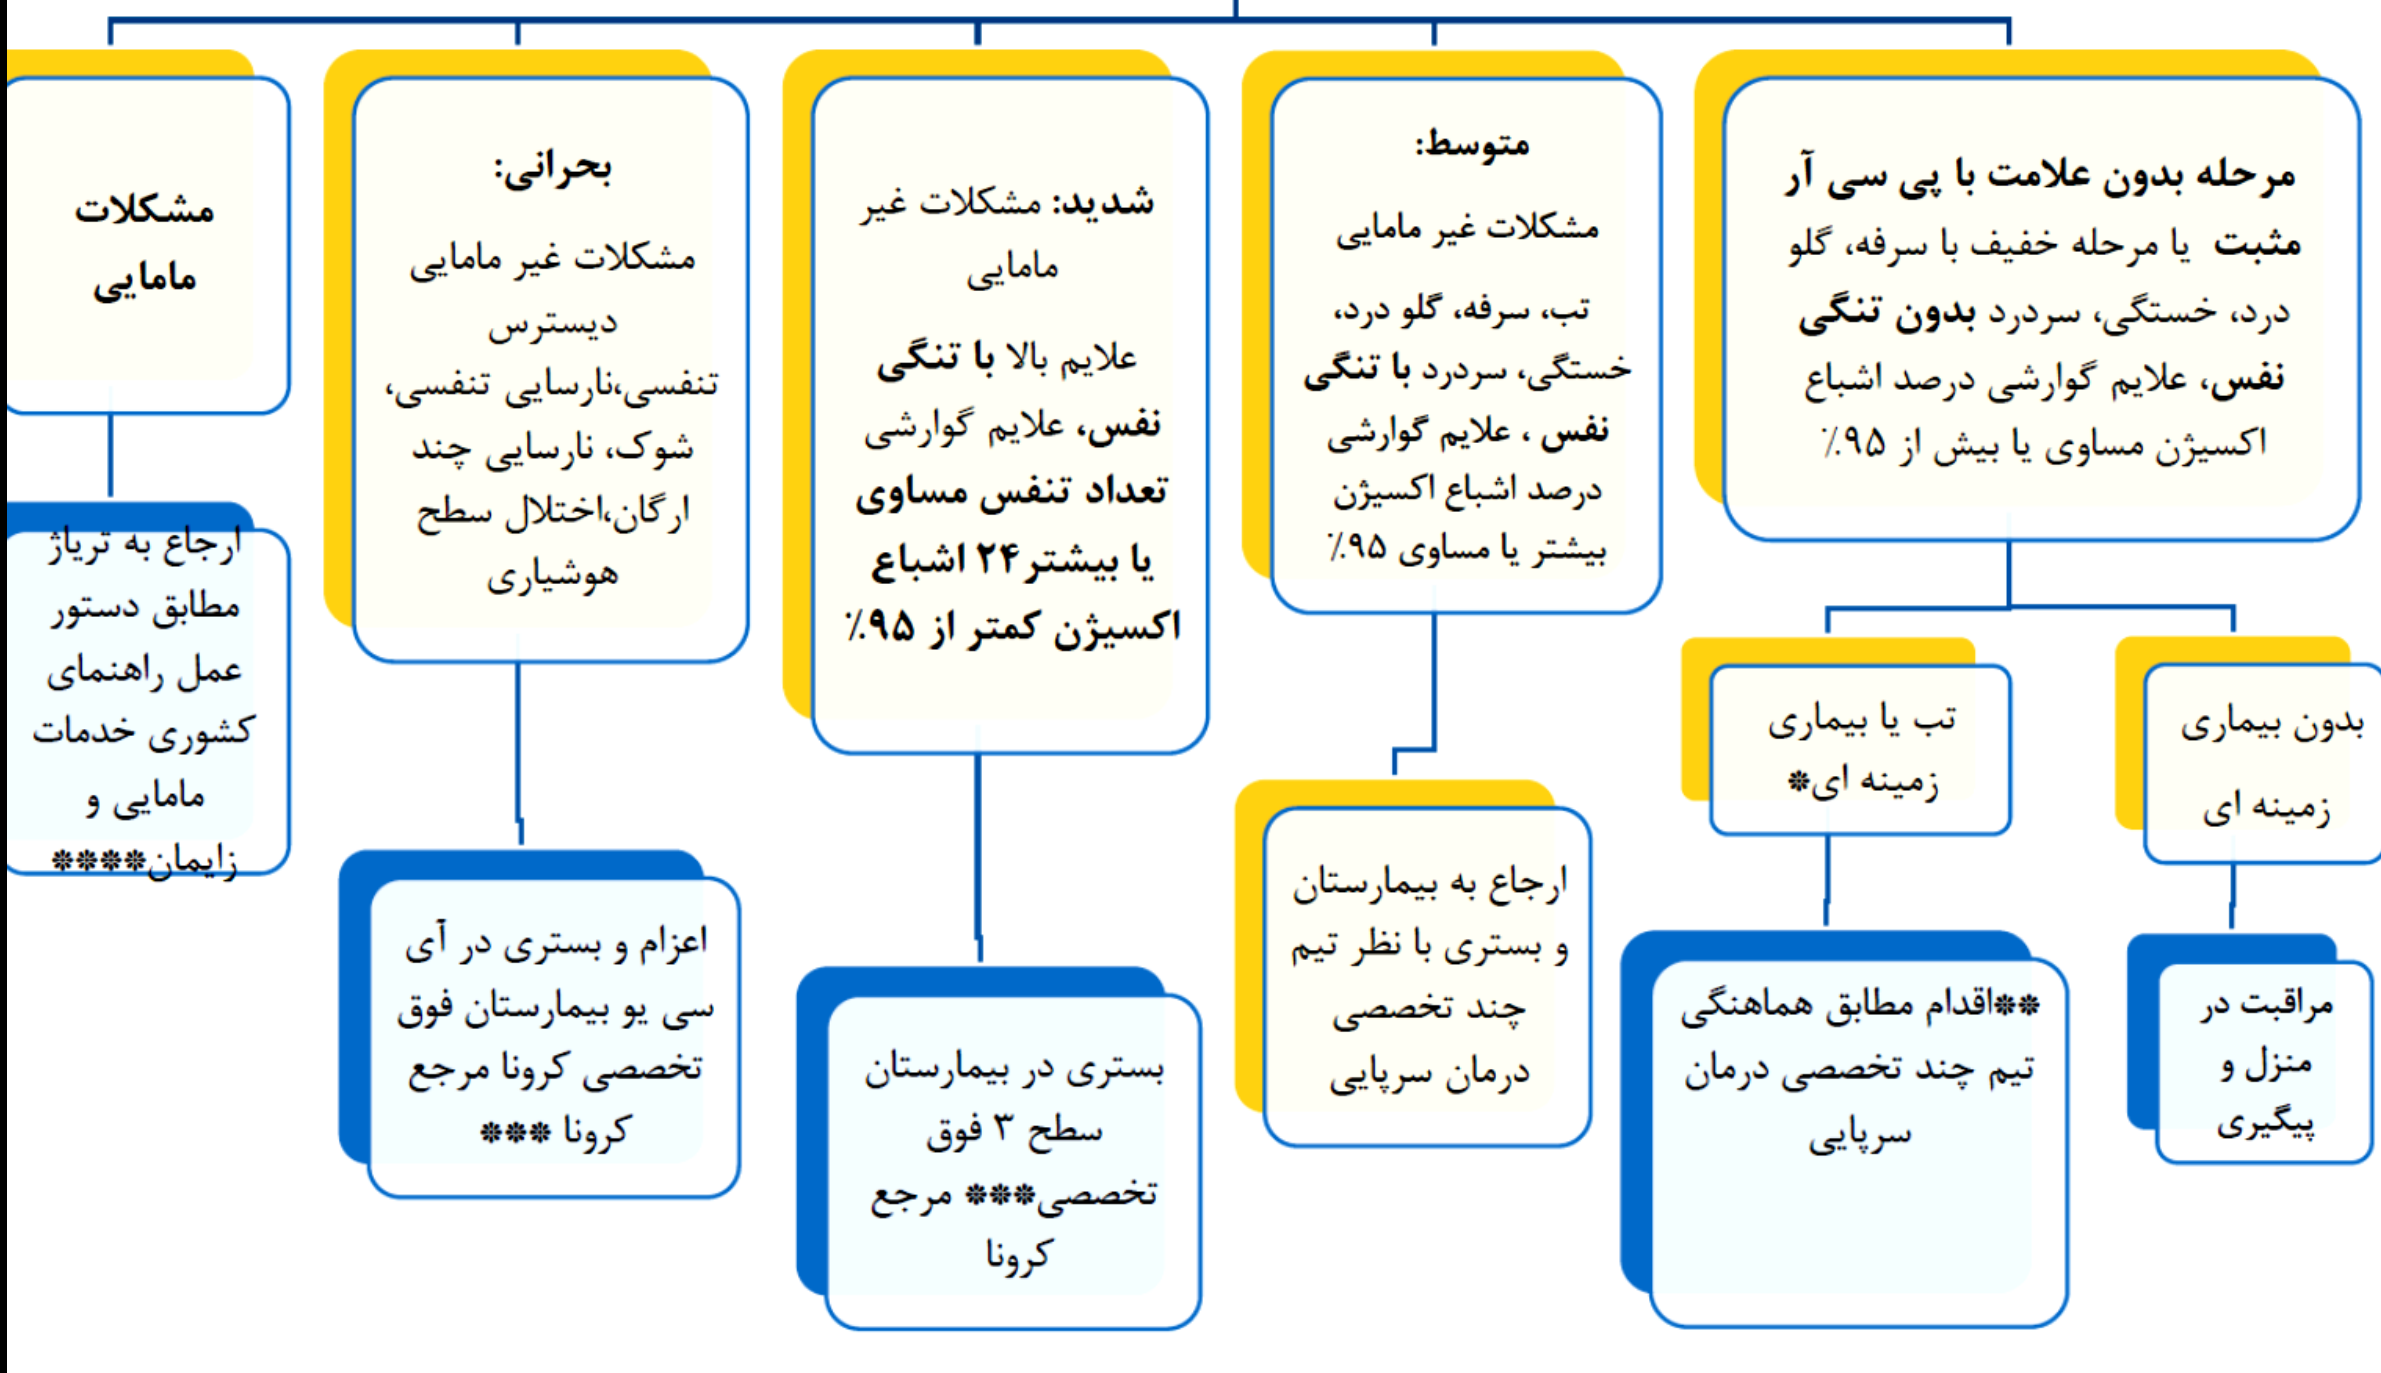 مرحله بدون علامت با پی سی آر
مثبت یا مرحله خفیف با سرفه، گلو
درد، خستگی، سردرد بدون تنگی
نفس، علایم گوارشی درصد اشباع
اکسیژن مساوی یا بیش از ۹۵٪
بدون بیماری
زمینه ای
مراقبت در
منزل و
پیگیری
تب یا بیماری
زمینه ای*
**اقدام مطابق هماهنگی
تیم چند تخصصی درمان
سرپایی
متوسط:
مشکلات غیر مامایی
تب، سرفه، گلو درد،
خستگی، سردرد با تنگی
نفس ، علایم گوارشی
درصد اشباع اکسیژن
بیشتر یا مساوی ۹۵٪
ارجاع به بیمارستان
و بستری با نظر تیم
چند تخصصی
درمان سرپایی
شدید: مشکلات غیر
مامایی
علایم بالا با تنگی
نفس، علایم گوارشی
تعداد تنفس مساوی
یا بیشتر۲۴ اشباع
اکسیژن کمتر از ۹۵٪
بستری در بیمارستان
سطح ۳ فوق
تخصصی*** مرجع
کرونا
بحرانی:
مشکلات غیر مامایی
دیسترس
تنفسی،نارسایی تنفسی،
شوک، نارسایی چند
ارگان،اختلال سطح
هوشیاری
اعزام و بستری در آی
سی یو بیمارستان فوق
تخصصی کرونا مرجع
کرونا ***
مشکلات
مامایی
ارجاع به تریاژ
مطابق دستور
عمل راهنمای
کشوری خدمات
مامایی و
زایمان****